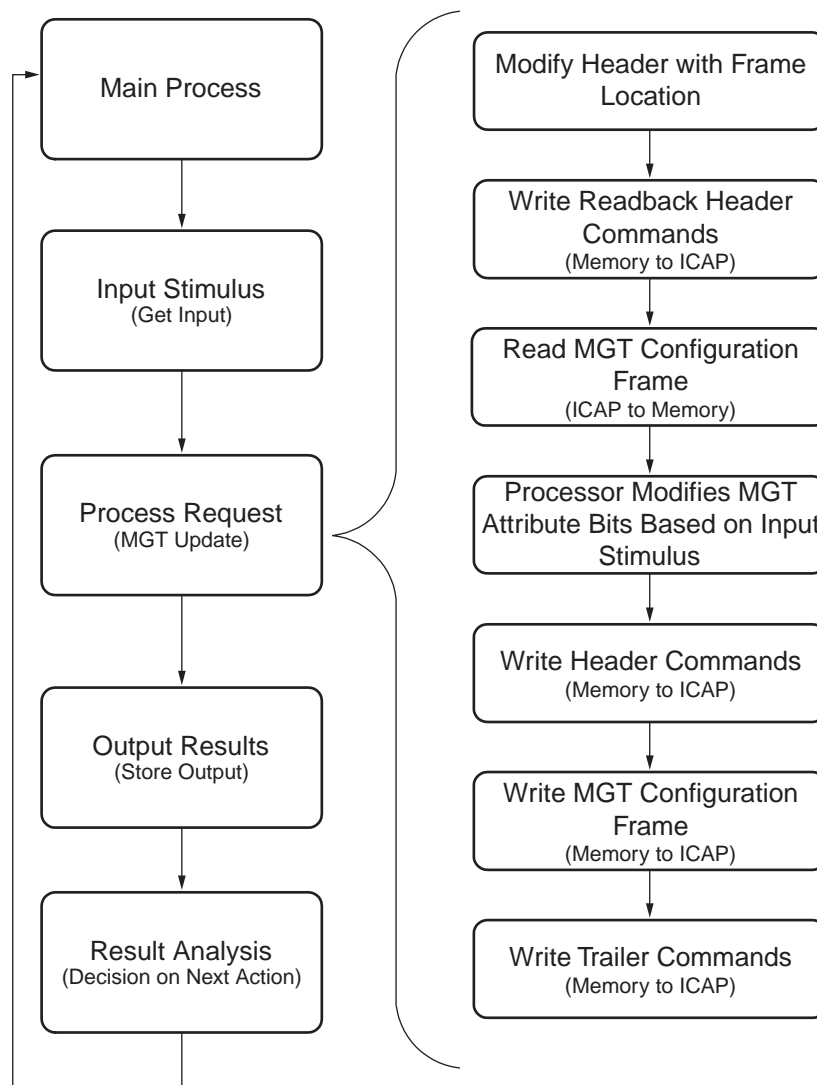 Main Process
Input Stimulus
(Get Input)
Process Request
(MGT Update)
Output Results
(Store Output)
Result Analysis
(Decision on Next Action)
Modify Header with Frame
Location
Write Readback Header
Commands
(Memory to ICAP)
Read MGT Configuration
Frame
(ICAP to Memory)
Processor Modifies MGT
Attribute Bits Based on Input
Stimulus
Write Header Commands
(Memory to ICAP)
Write MGT Configuration
Frame
(Memory to ICAP)
Write Trailer Commands
(Memory to ICAP)